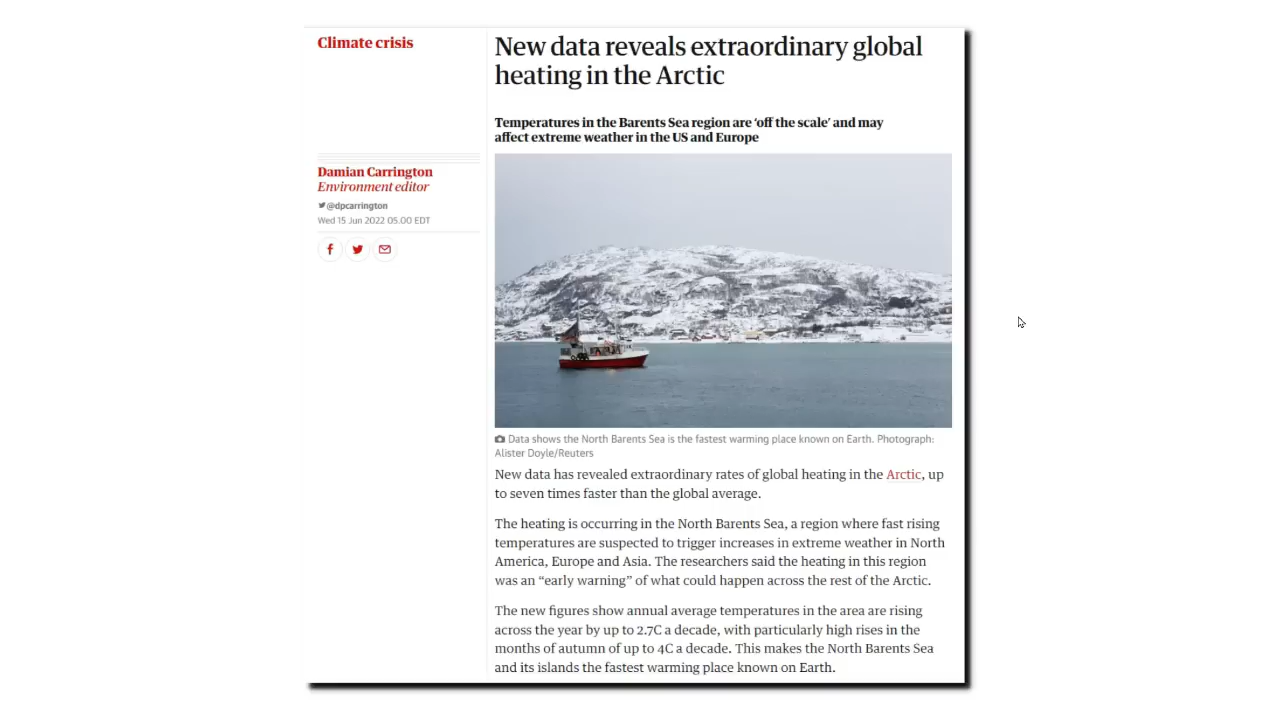 Climate crisis
New data reveals extraordinary global
heating in the Arctic
Temperatures in the Barents Sea region are ‘off the scale’ and may
affect extreme weather in the US and Europe
Damian Carrington
Environment editor
@dpcarrington
Wed 15 Jun 2022 05.00 EDT
Data shows the North Barents Sea is the fastest warming place known on Earth. Photograph:
Alister Doyle/Reuters
New data has revealed extraordinary rates of global heating in the Arctic, up
to seven times faster than the global average.
The heating is occurring in the North Barents Sea, a region where fast rising
temperatures are suspected to trigger increases in extreme weather in North
America, Europe and Asia. The researchers said the heating in this region
was an “early warning” of what could happen across the rest of the Arctic.
The new figures show annual average temperatures in the area are rising
across the year by up to 2.7C a decade, with particularly high rises in the
months of autumn of up to 4C a decade. This makes the North Barents Sea
and its islands the fastest warming place known on Earth.